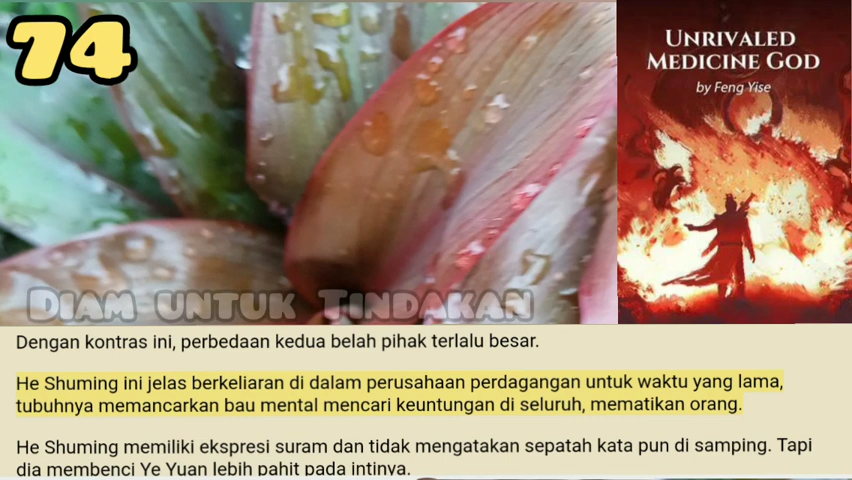 74
UNRIVALED
MEDICINE GOD
by Feng Yise
DIAM UNTUK TINDAKAN
Dengan kontras ini, perbedaan kedua belah pihak terlalu besar.
He Shuming ini jelas berkeliaran di dalam perusahaan perdagangan untuk waktu yang lama,
tubuhnya memancarkan bau mental mencari keuntungan di seluruh, mematikan orang.
He Shuming memiliki ekspresi suram dan tidak mengatakan sepatah kata pun di samping. Tapi
dia membenci Ye Yuan lebih pahit pada intinya.